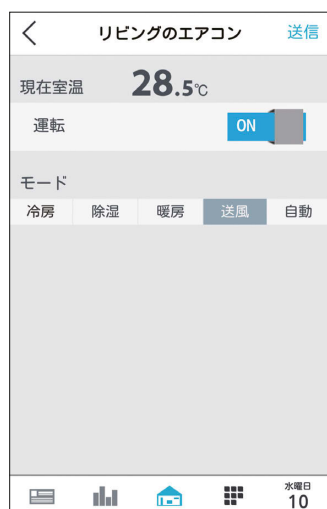 リビングのエアコン 送信
現在室温 28.5℃
運転 ON
モード
冷房 除湿 暖房 送風 自動
水曜日
10